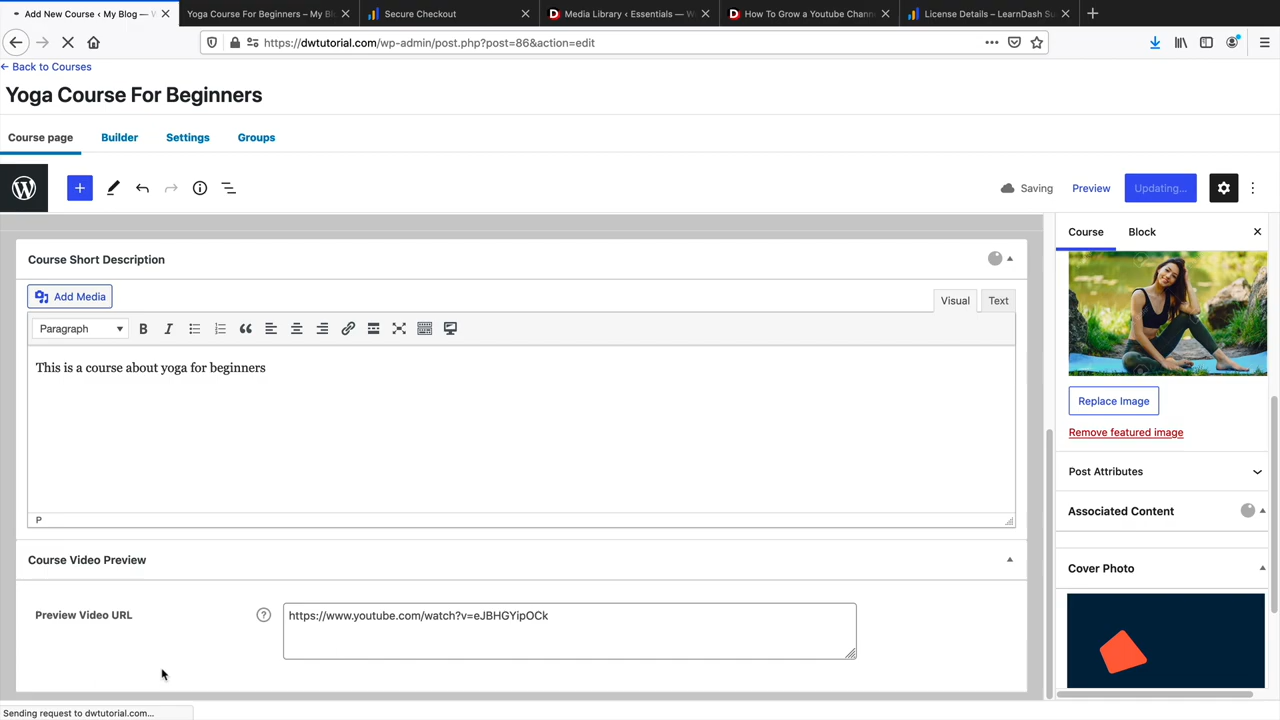 Add New Course ‹ My Blog — W
Yoga Course For Beginners – My Bl
Secure Checkout
Media Library ‹ Essentials — W
How To Grow a Youtube Chann
License Details – LearnDash Su
https://dwtutorial.com/wp-admin/post.php?post=86&action=edit
← Back to Courses
Yoga Course For Beginners
Course page
Builder
Settings
Groups
Saving
Preview
Updating...
Course
Block
Course Short Description
Add Media
Visual
Text
Paragraph
This is a course about yoga for beginners
P
Replace Image
Remove featured image
Post Attributes
Associated Content
Course Video Preview
Cover Photo
Preview Video URL
https://www.youtube.com/watch?v=eJBHGYipOCk
Sending request to dwtutorial.com...